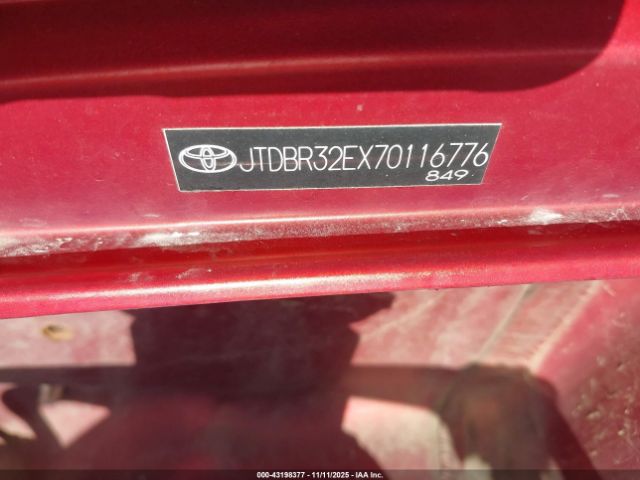 JTDBR32EX70116776
849
000-43198377 - 11/11/2025 - IAA Inc.